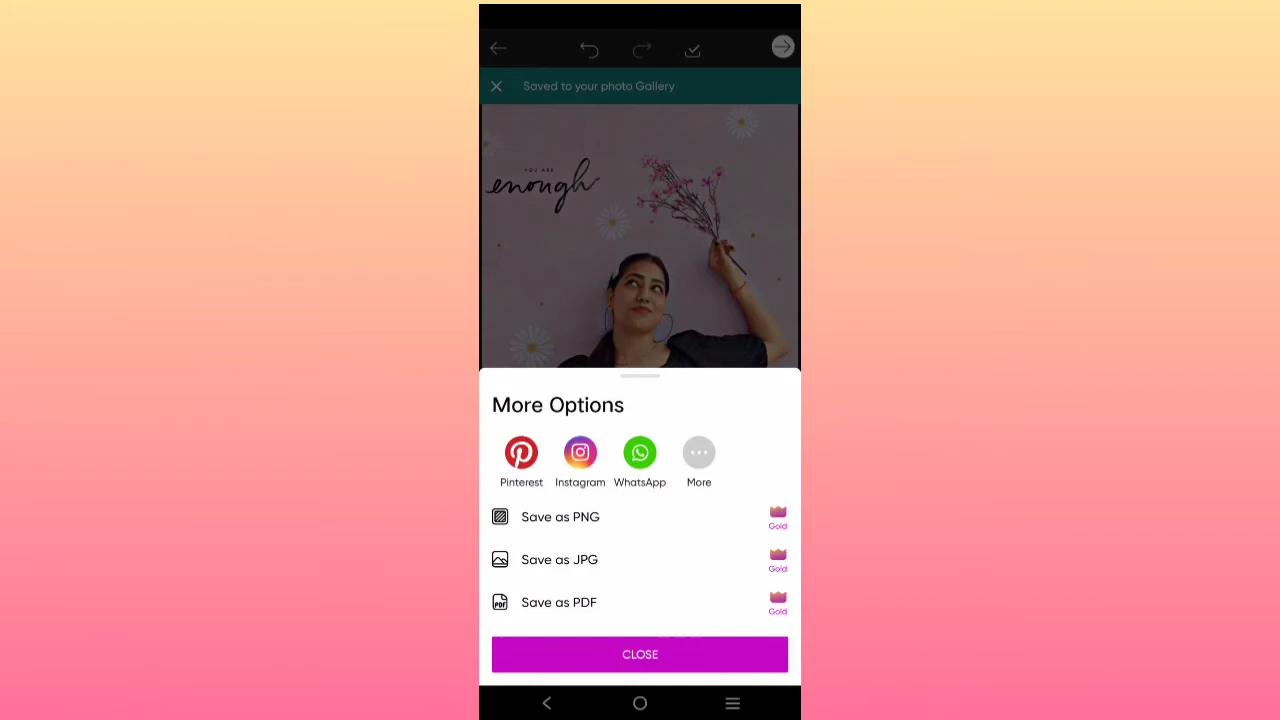 Saved to your photo Gallery
YOU ARE
enough
More Options
Pinterest Instagram WhatsApp More
Save as PNG Gold
Save as JPG Gold
PDF Save as PDF Gold
CLOSE